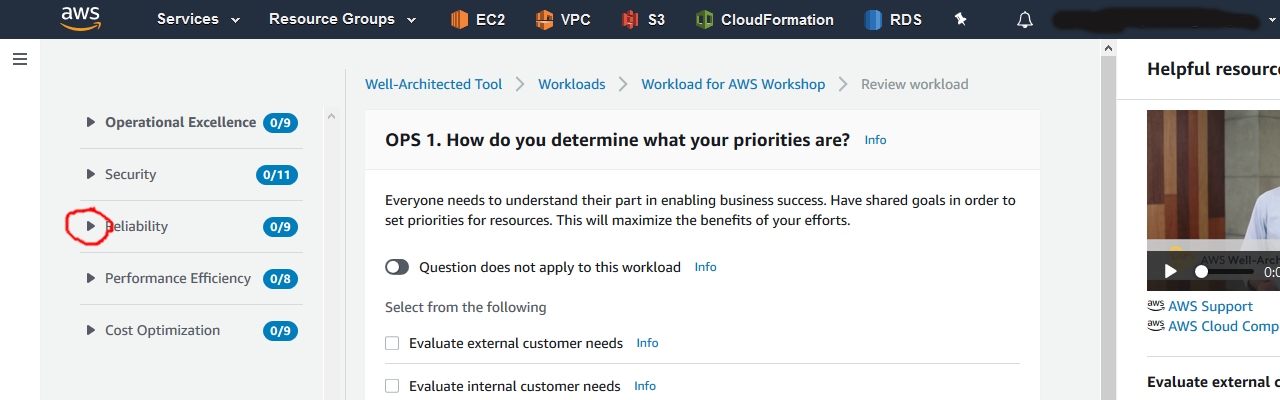 aws Services Resource Groups EC2 VPC S3 CloudFormation RDS
Well-Architected Tool Workloads Workload for AWS Workshop Review workload
Operational Excellence 0/9
Security 0/11
Reliability 0/9
Performance Efficiency 0/8
Cost Optimization 0/9
OPS 1. How do you determine what your priorities are? Info
Everyone needs to understand their part in enabling business success. Have shared goals in order to
set priorities for resources. This will maximize the benefits of your efforts.
Question does not apply to this workload Info
Select from the following
Evaluate external customer needs Info
Evaluate internal customer needs Info
Helpful resource
AWS Well-Arch
0:0
aws AWS Support
aws AWS Cloud Comp
Evaluate external c